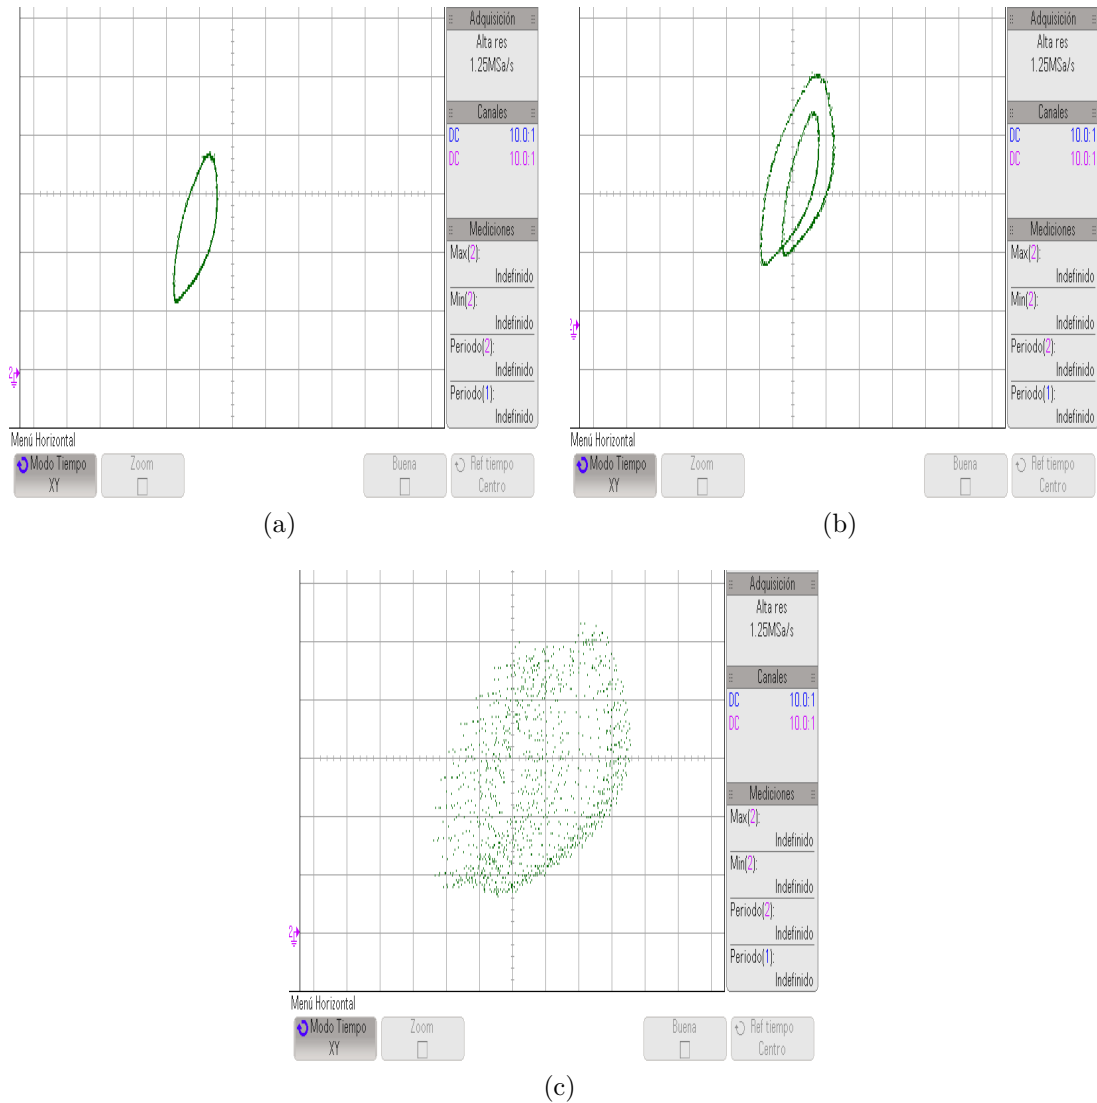 Adquisición
Alta res
1.25MSa/s
Canales
DC 10.0:1
DC 10.0:1
Mediciones
Max(2):
Indefinido
Min(2):
Indefinido
Periodo(2):
Indefinido
Periodo(1):
Indefinido
2
Menú Horizontal
Modo Tiempo
XY
Zoom
Buena
Ref tiempo
Centro
(a)
Adquisición
Alta res
1.25MSa/s
Canales
DC 10.0:1
DC 10.0:1
Mediciones
Max(2):
Indefinido
Min(2):
Indefinido
Periodo(2):
Indefinido
Periodo(1):
Indefinido
Menú Horizontal
Modo Tiempo
XY
Zoom
Buena
Ref tiempo
Centro
(b)
Adquisición
Alta res
1.25MSa/s
Canales
DC 10.0:1
DC 10.0:1
Mediciones
Max(2):
Indefinido
Min(2):
Indefinido
Periodo(2):
Indefinido
Periodo(1):
Indefinido
2
Menú Horizontal
Modo Tiempo
XY
Zoom
Buena
Ref tiempo
Centro
(c)